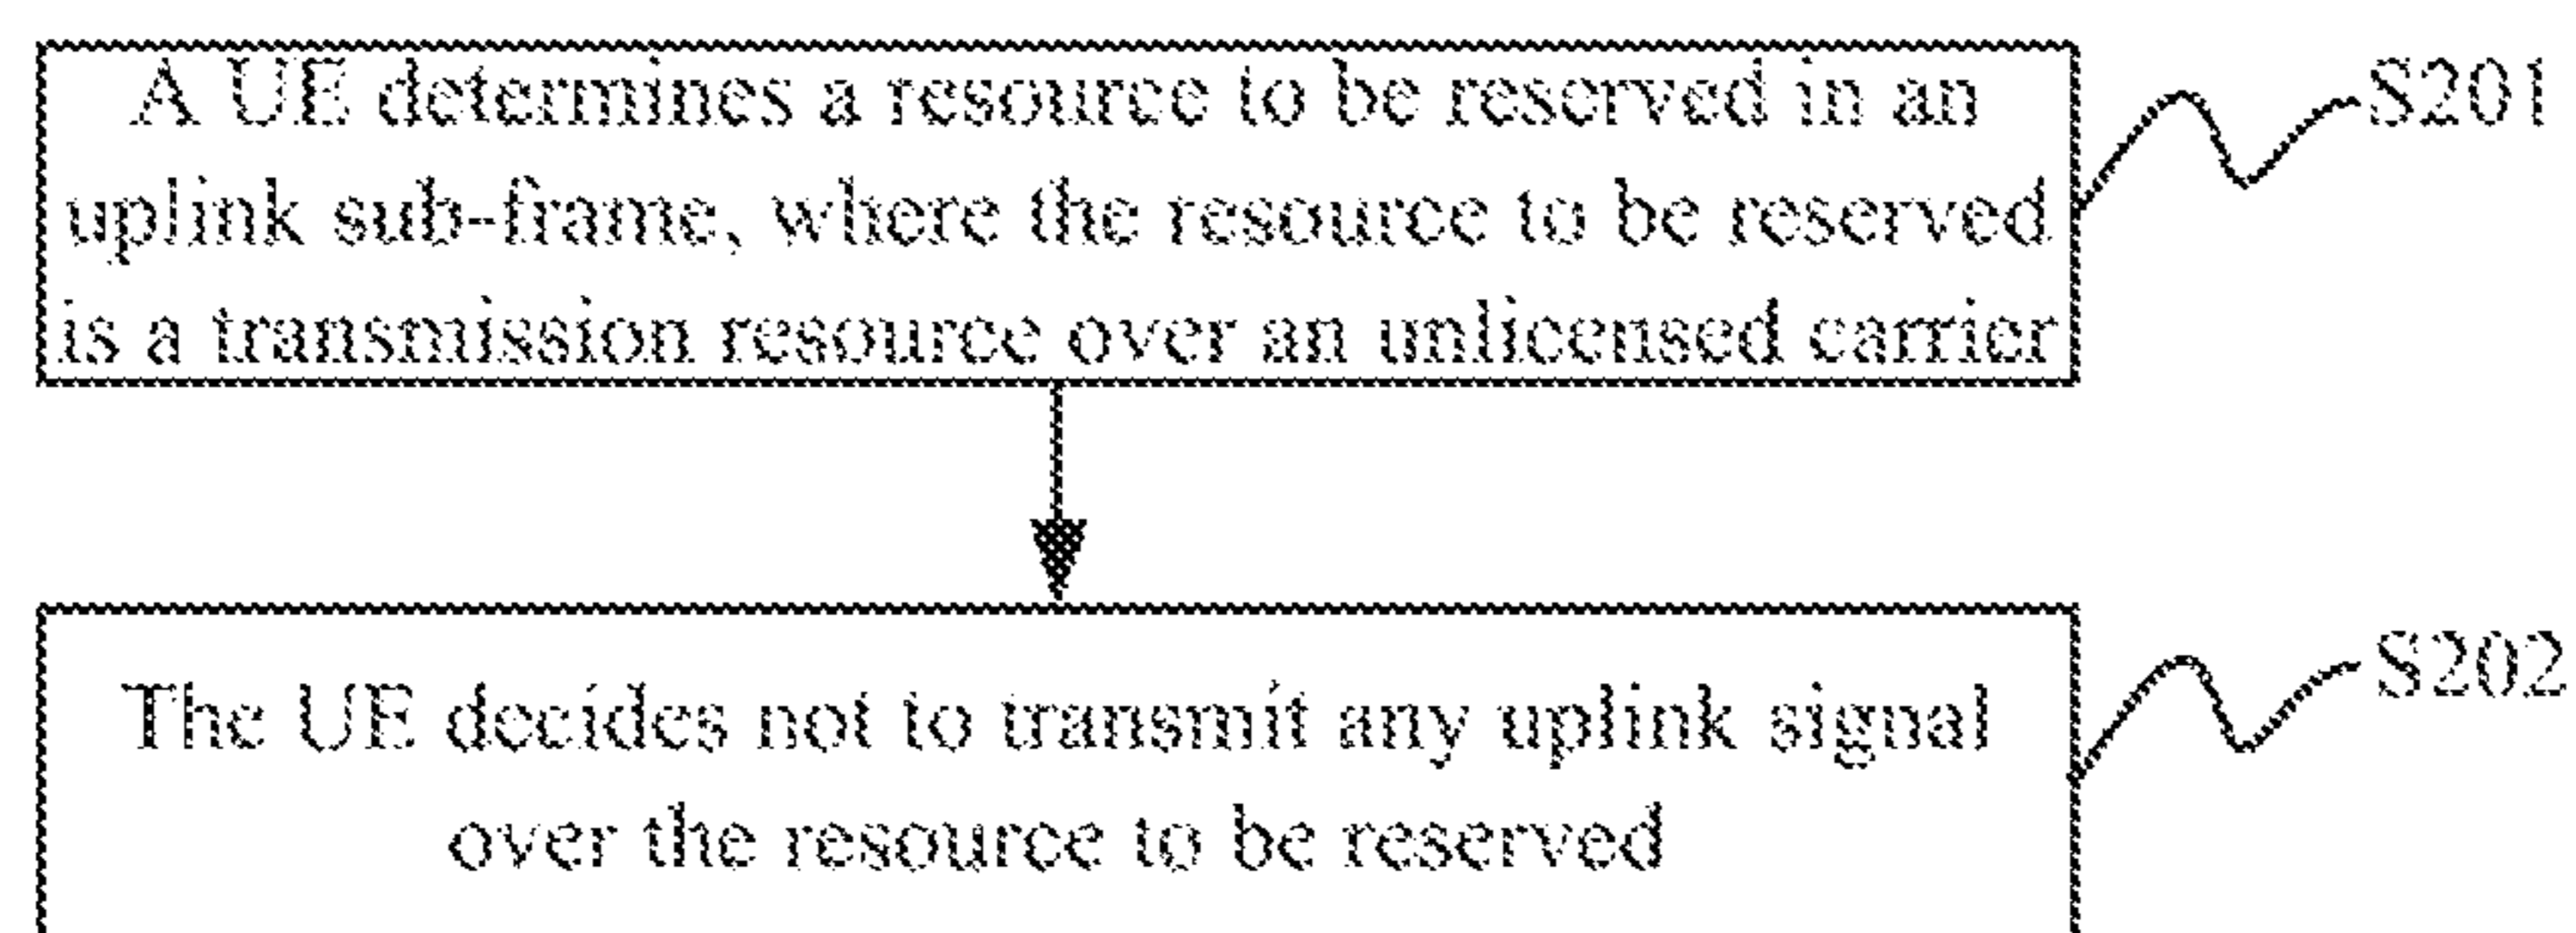 A UE determines a resource to be reserved in an
S201
uplink sub-frame, where the resource to be reserved
is a transmission resource over an unlicensed carrier
S202
The UE decides not to transmit any uplink signal
over the resource to be reserved